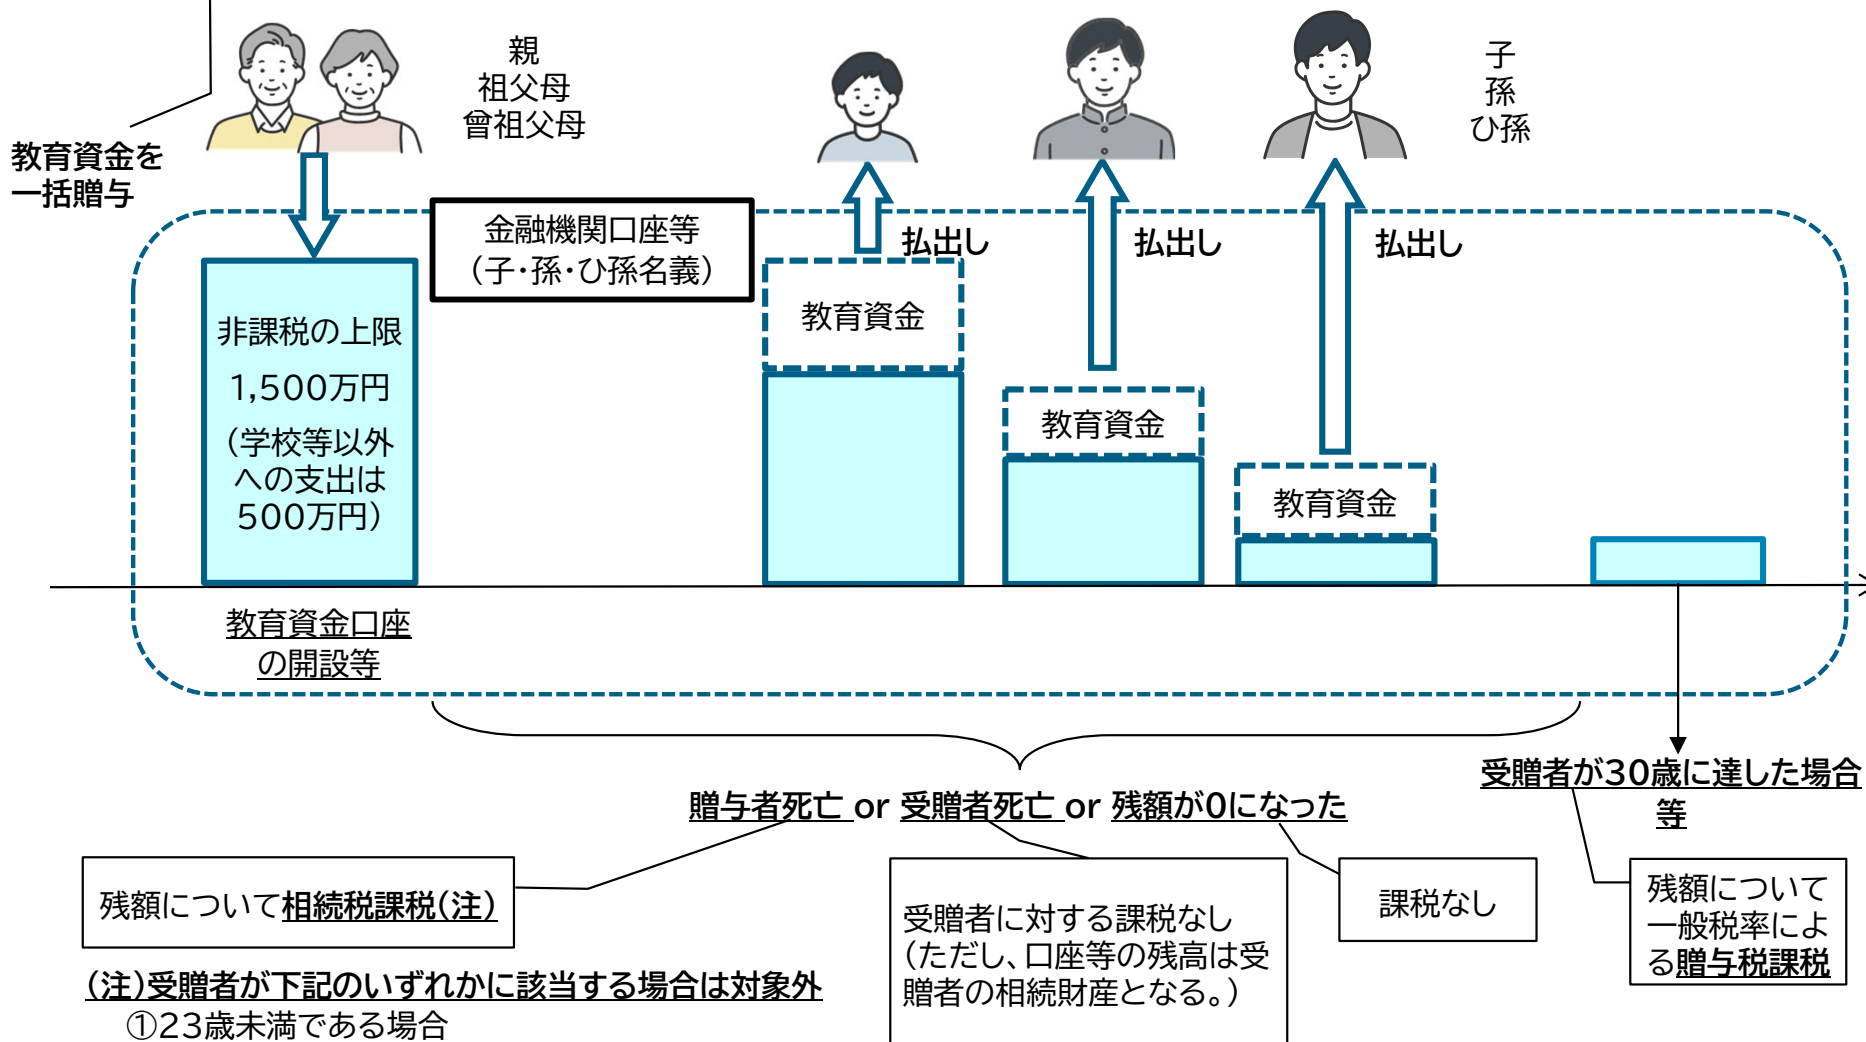 親
祖父母
曾祖父母
子
孫
ひ孫
教育資金を
一括贈与
金融機関口座等
（子・孫・ひ孫名義）
払出し
払出し
払出し
非課税の上限
1,500万円
（学校等以外
への支出は
500万円）
教育資金
教育資金
教育資金
教育資金口座
の開設等
贈与者死亡 or 受贈者死亡 or 残額が0になった
受贈者が30歳に達した場合
等
残額について相続税課税（注）
受贈者に対する課税なし
（ただし、口座等の残高は受
贈者の相続財産となる。）
課税なし
残額について
一般税率によ
る贈与税課税
（注）受贈者が下記のいずれかに該当する場合は対象外
①23歳未満である場合